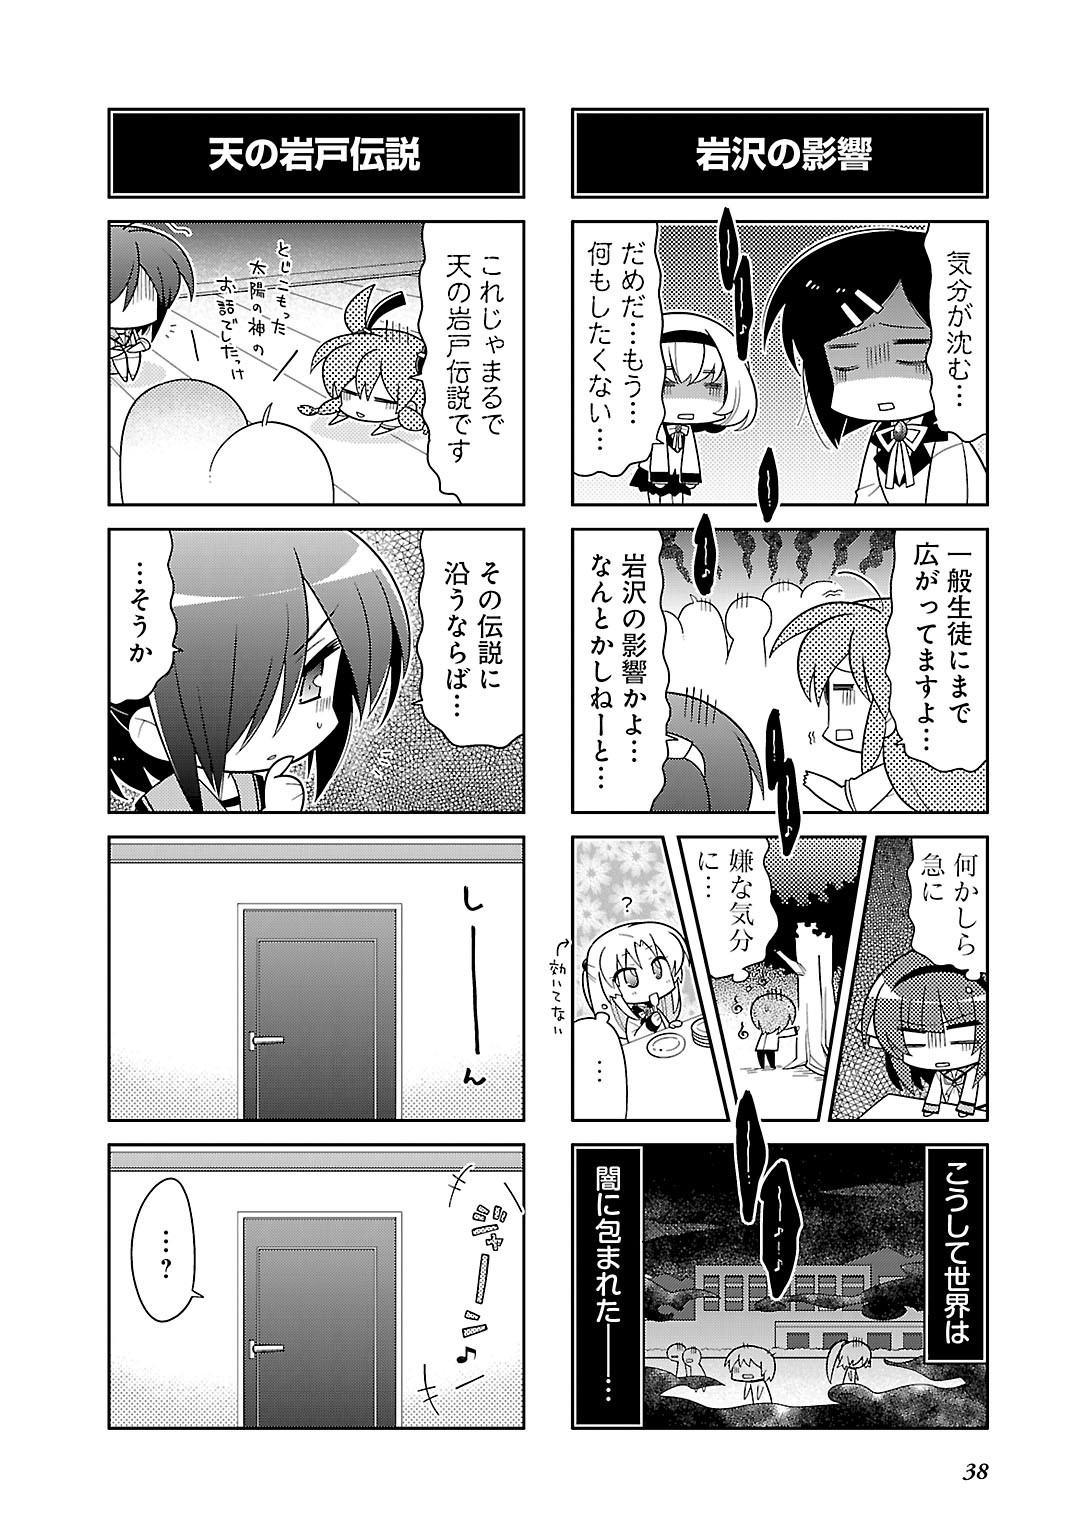 岩沢の影響
気分が沈む…
だめだ…もう…
何もしたくない…
一般生徒にまで
広がってますよ…
岩沢の影響かよ…
なんとかしねーと…
何かしら
急に
嫌な気分
に…
?
…
効いてない
こうして世界は
闇に包まれた――…
天の岩戸伝説
これじゃまるで
天の岩戸伝説です
とじこもった
太陽の神の
お話でしたっけ
その伝説に
沿うならば…
…そうか
しーーん
ジャーーン♪
…?
38